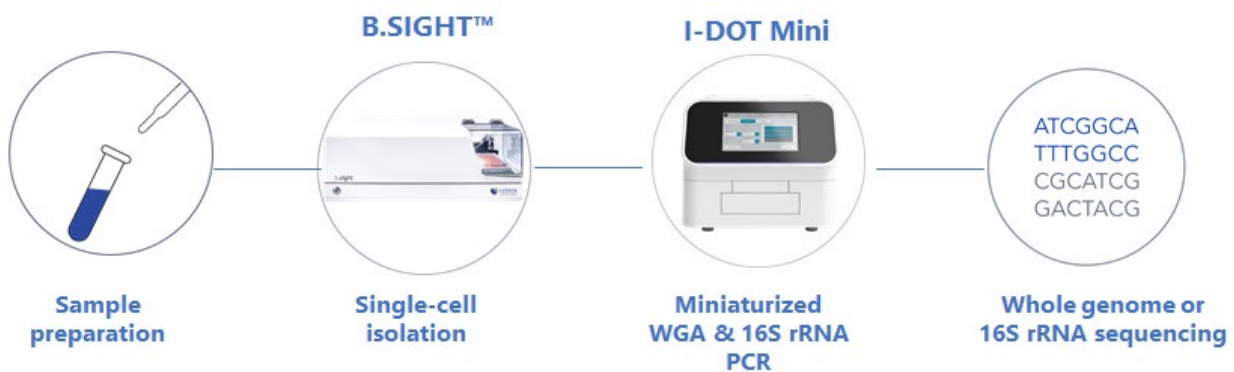 B.SIGHT™
I-DOT Mini
b.sight
ATCGGCA
TTTGGCC
CGCATCG
GACTACG
Sample
preparation
Single-cell
isolation
Miniaturized
WGA & 16S rRNA
PCR
Whole genome or
16S rRNA sequencing